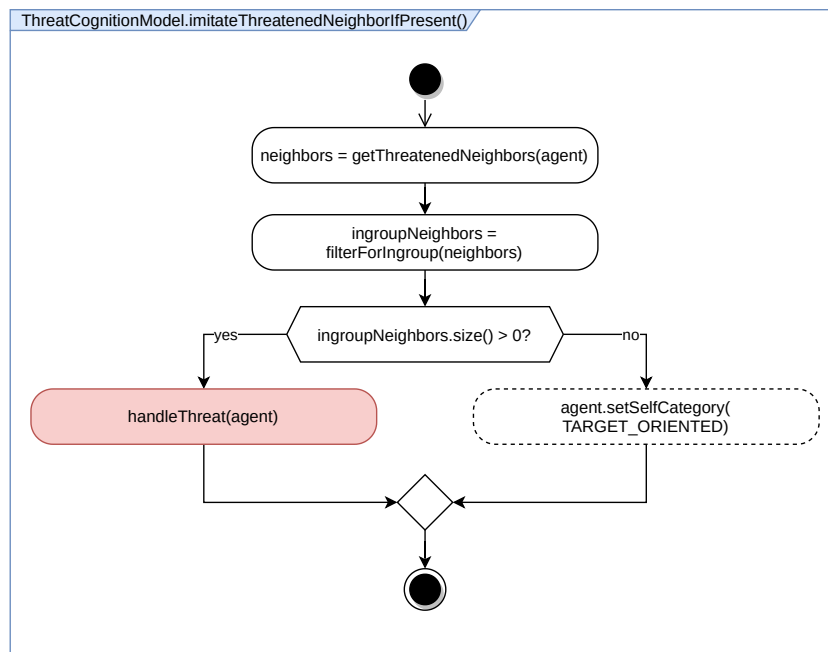 ThreatCognitionModel.imitateThreatenedNeighborIfPresent()
neighbors = getThreatenedNeighbors(agent)
ingroupNeighbors =
filterForIngroup(neighbors)
ingroupNeighbors.size() > 0?
yes
no
handleThreat(agent)
agent.setSelfCategory(
TARGET_ORIENTED)